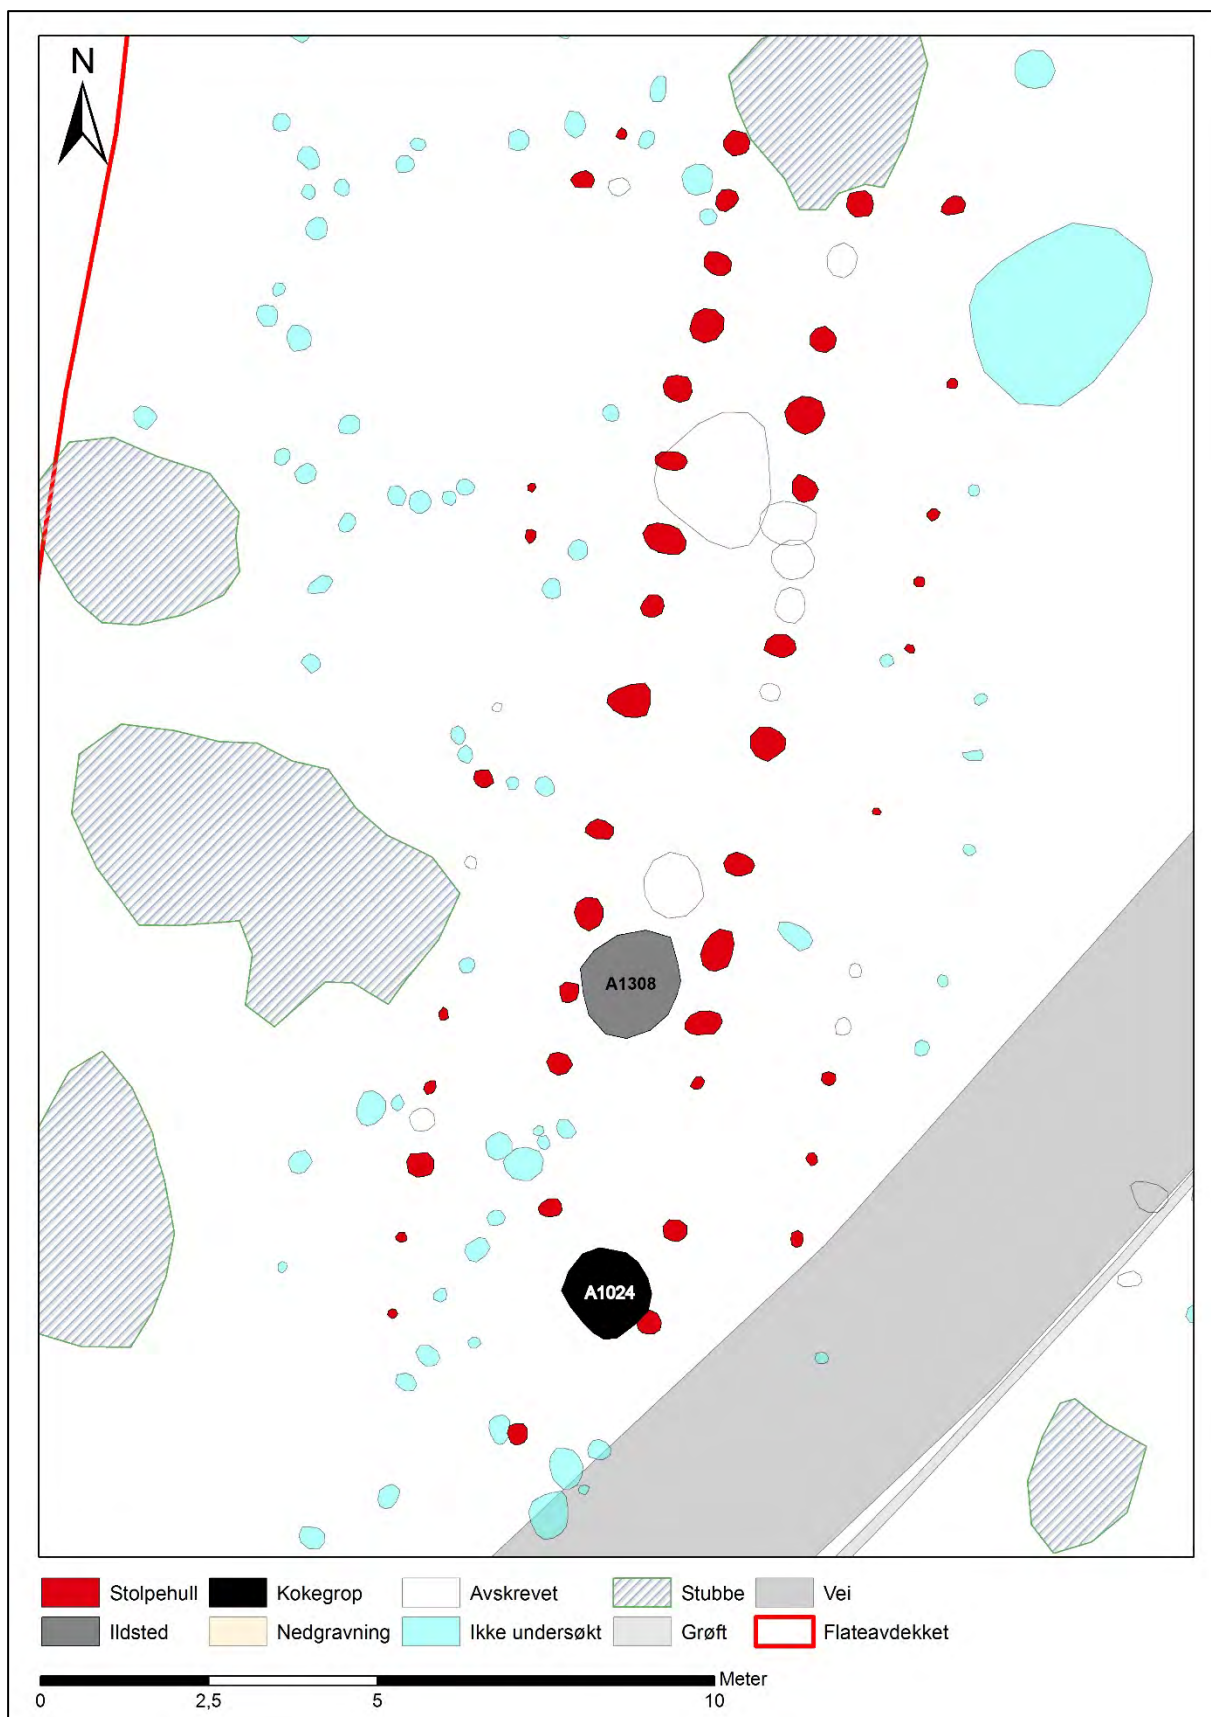 N
A1308
A1024
Stolpehull Kokegrop Avskrevet Stubbe Vei
Ildsted Nedgravning Ikke undersøkt Grøft Flateavdekket
Meter
0 2,5 5 10